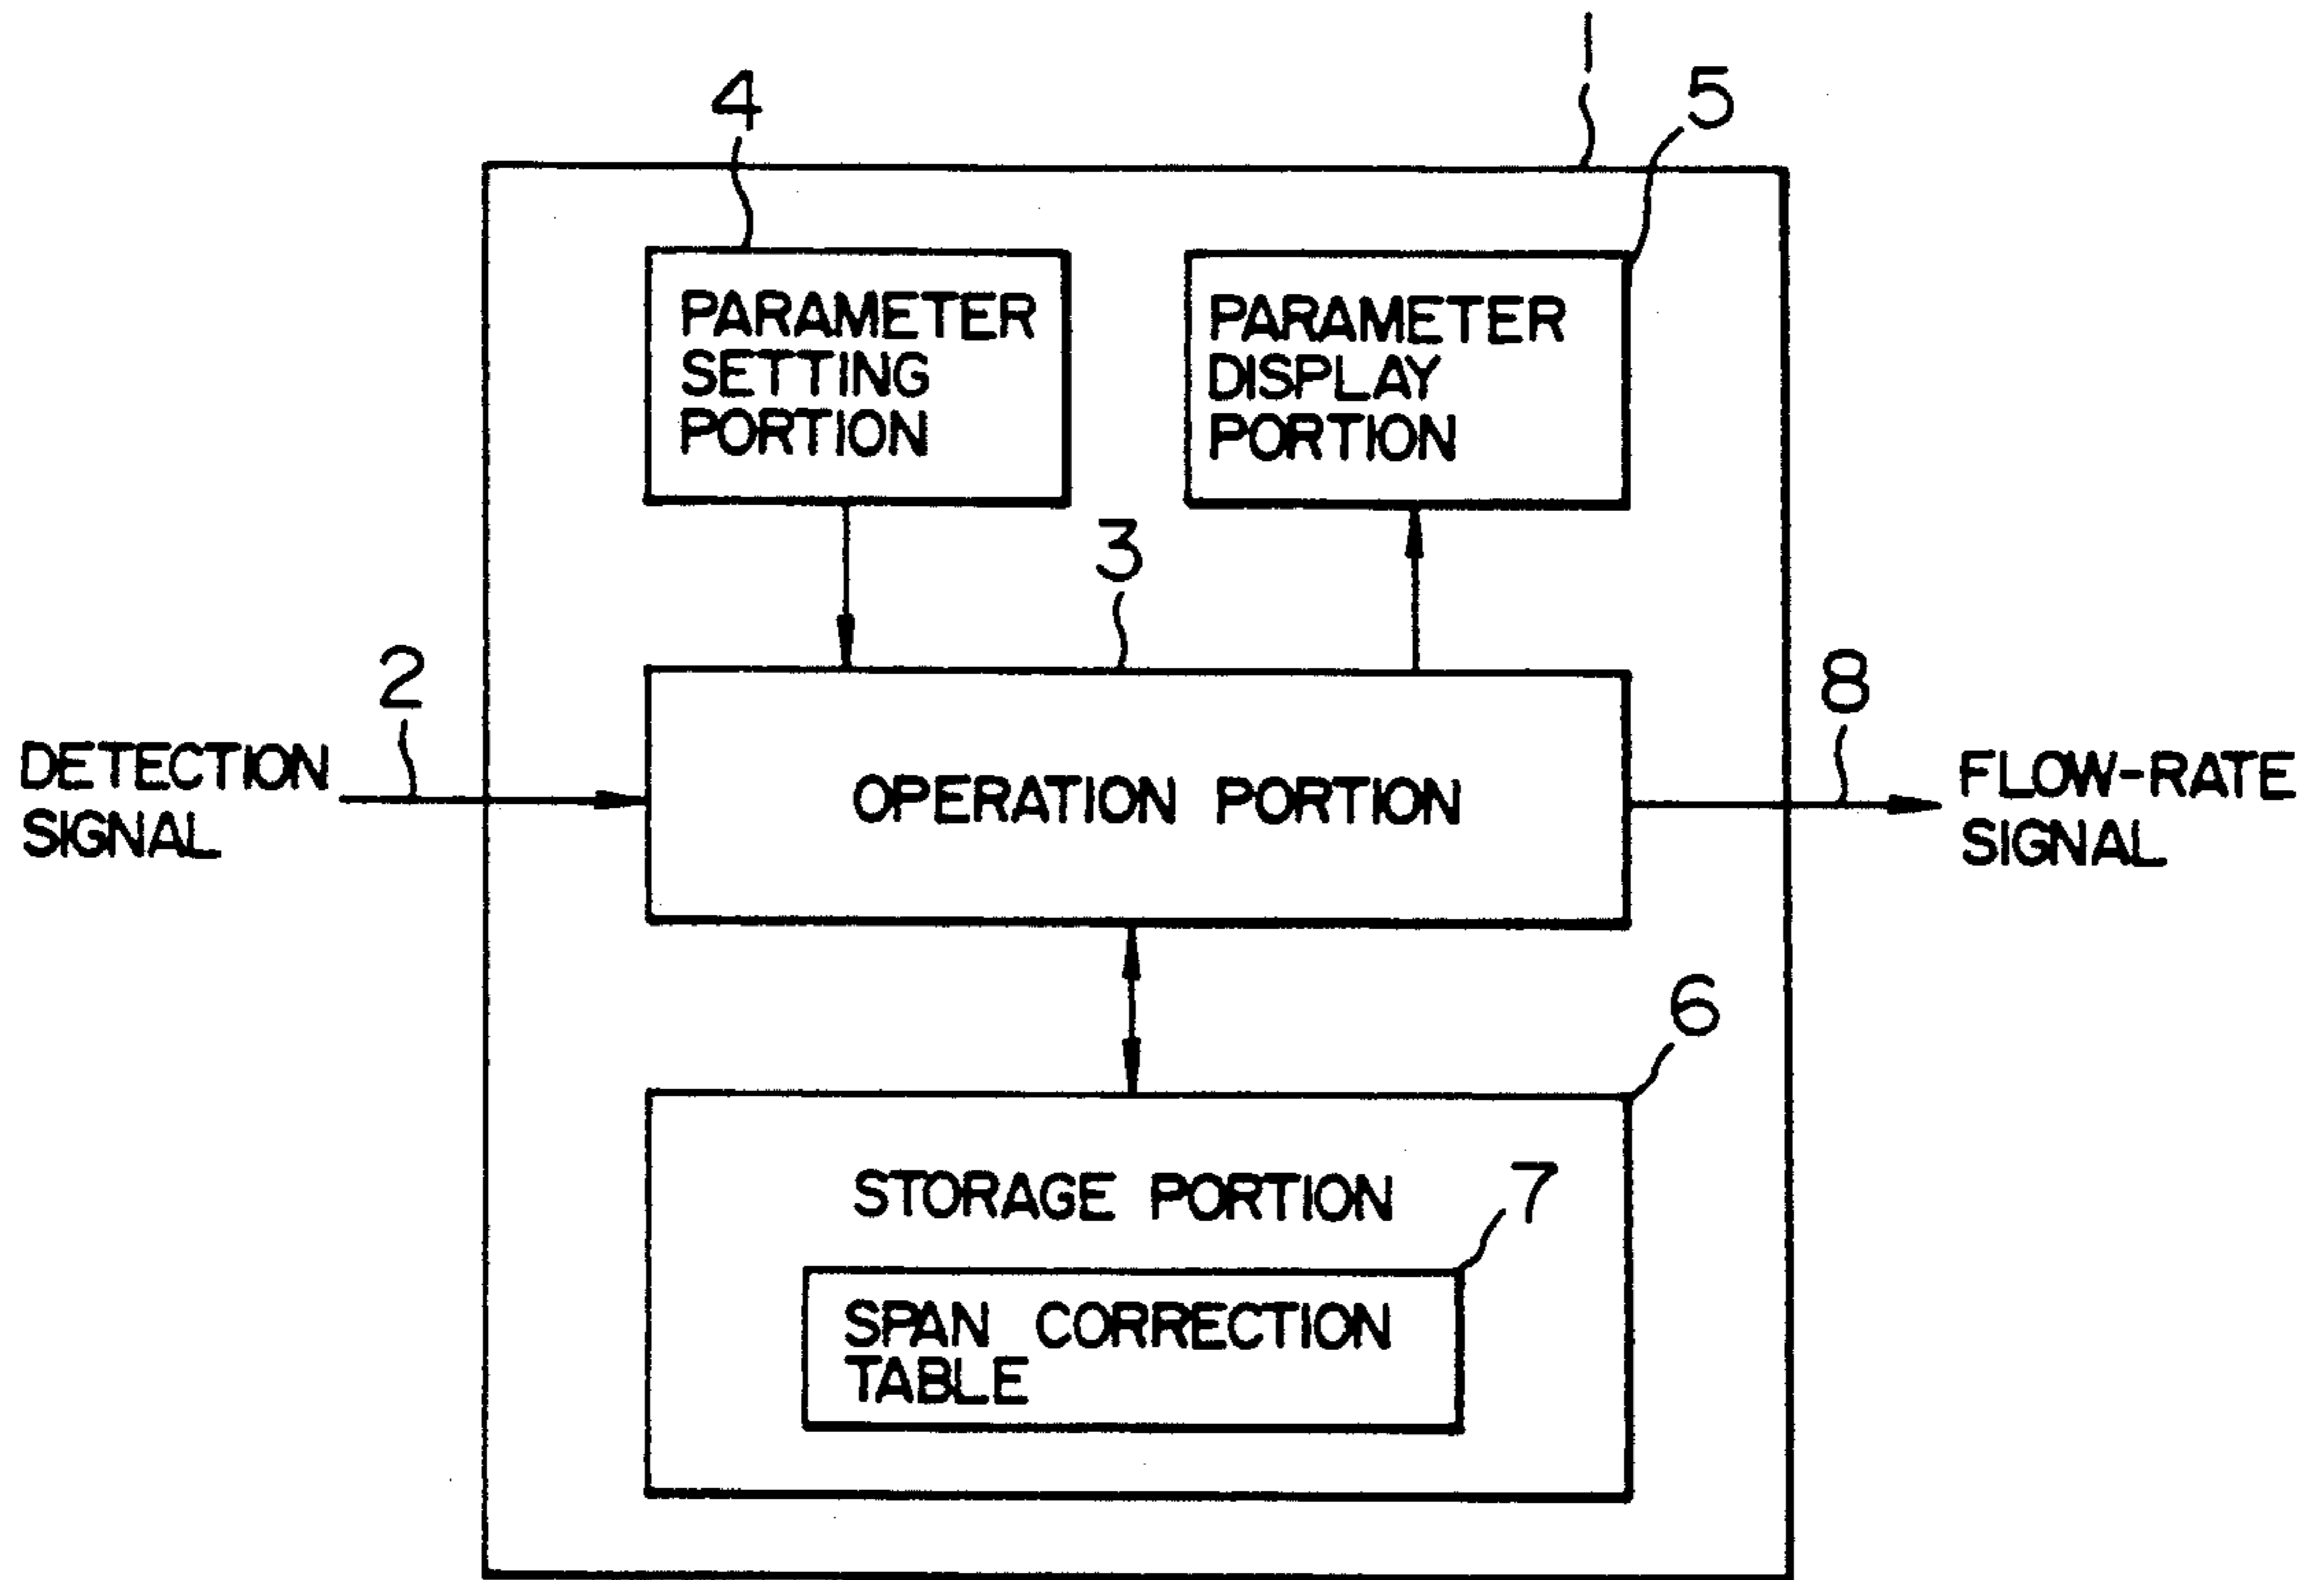 1
4
5
PARAMETER
SETTING
PORTION
PARAMETER
DISPLAY
PORTION
3
2
8
DETECTION
SIGNAL
OPERATION PORTION
FLOW-RATE
SIGNAL
6
STORAGE PORTION
7
SPAN CORRECTION
TABLE